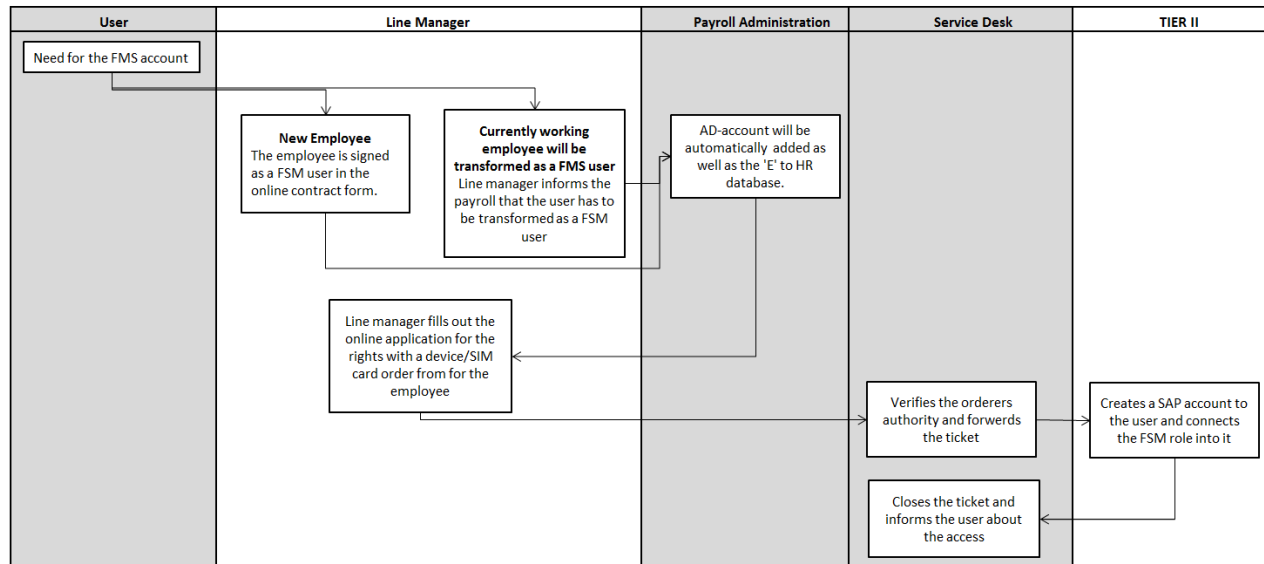 User
Line Manager
Payroll Administration
Service Desk
TIER II
Need for the FMS account
New Employee
The employee is signed
as a FSM user in the
online contract form.
Currently working
employee will be
transformed as a FMS user
Line manager informs the
payroll that the user has to
be transformed as a FSM
user
AD-account will be
automatically added as
well as the 'E' to HR
database.
Line manager fills out the
online application for the
rights with a device/SIM
card order from for the
employee
Verifies the orderers
authority and forwerds
the ticket
Creates a SAP account to
the user and connects
the FSM role into it
Closes the ticket and
informs the user about
the access